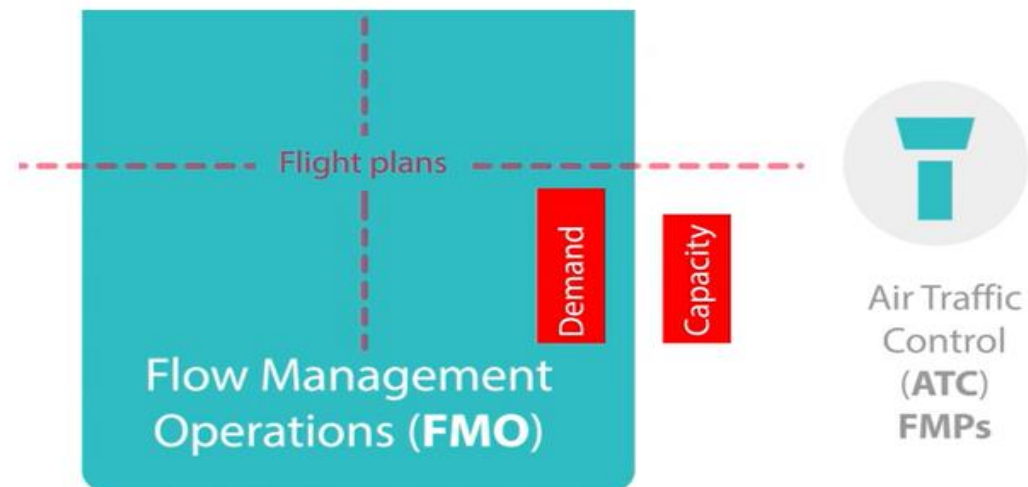 Flight plans
Demand
Capacity
Flow Management
Operations (FMO)
Air Traffic
Control
(ATC)
FMPs